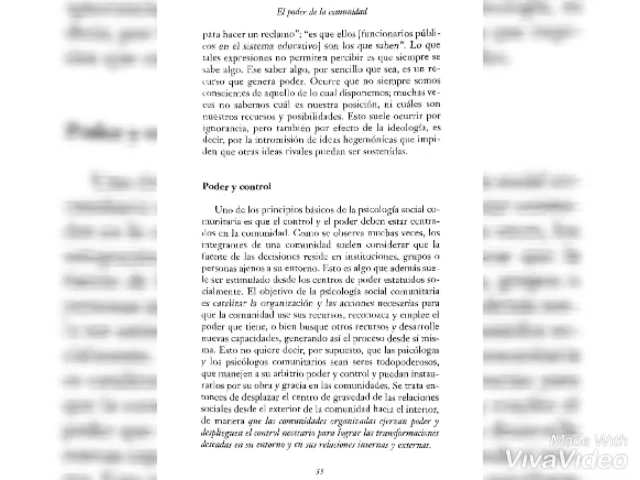 El poder de la comunidad
para hacer un reclamo"; "es que ellos [funcionarios públi-
cos en el sistema educativo] son los que saben". Lo que
tales expresiones no permiten percibir es que siempre se
sabe algo. Ese saber algo, por sencillo que sea, es un re-
curso que genera poder. Ocurre que no siempre somos
conscientes de aquello de lo cual disponemos; muchas ve-
ces no sabemos cuál es nuestra posición, ni cuáles son
nuestros recursos y posibilidades. Esto suele ocurrir por
ignorancia, pero también por efecto de la ideología, es
decir, por la intromisión de ideas hegemónicas que impi-
den que otras ideas rivales puedan ser sostenidas.
Poder y control
Uno de los principios básicos de la psicología social co-
munitaria es que el control y el poder deben estar centra-
dos en la comunidad. Como se observa muchas veces, los
integrantes de una comunidad suelen considerar que la
fuente de las decisiones reside en instituciones, grupos o
personas ajenos a su entorno. Esto es algo que además sue-
le ser estimulado desde los centros de poder estatuidos so-
cialmente. El objetivo de la psicología social comunitaria
es catalizar la organización y las acciones necesarias para
que la comunidad use sus recursos, reconozca y emplee el
poder que tiene, o bien busque otros recursos y desarrolle
nuevas capacidades, generando así el proceso desde sí mis-
ma. Esto no quiere decir, por supuesto, que las psicólogas
y los psicólogos comunitarios sean seres todopoderosos,
que manejen a su arbitrio poder y control y puedan instau-
rarlos por su obra y gracia en las comunidades. Se trata en-
tonces de desplazar el centro de gravedad de las relaciones
sociales desde el exterior de la comunidad hacia el interior,
de manera que las comunidades organizadas ejerzan poder y
desplieguen el control necesario para lograr las transformaciones
deseadas en su entorno y en sus relaciones internas y externas.
35
Made With
VivaVideo